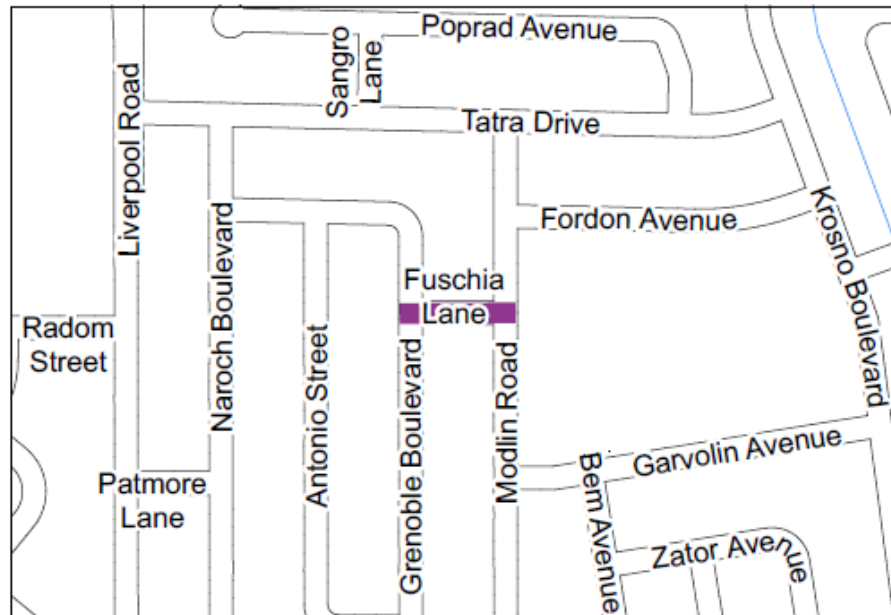 Poprad Avenue
Sangro
Lane
Tatra Drive
Liverpool Road
Naroch Boulevard
Fordon Avenue
Krosno Boulevard
Fuschia
Lane
Radom
Street
Antonio Street
Grenoble Boulevard
Modlin Road
Garvolin Avenue
Bem Avenue
Patmore
Lane
Zator Avenue